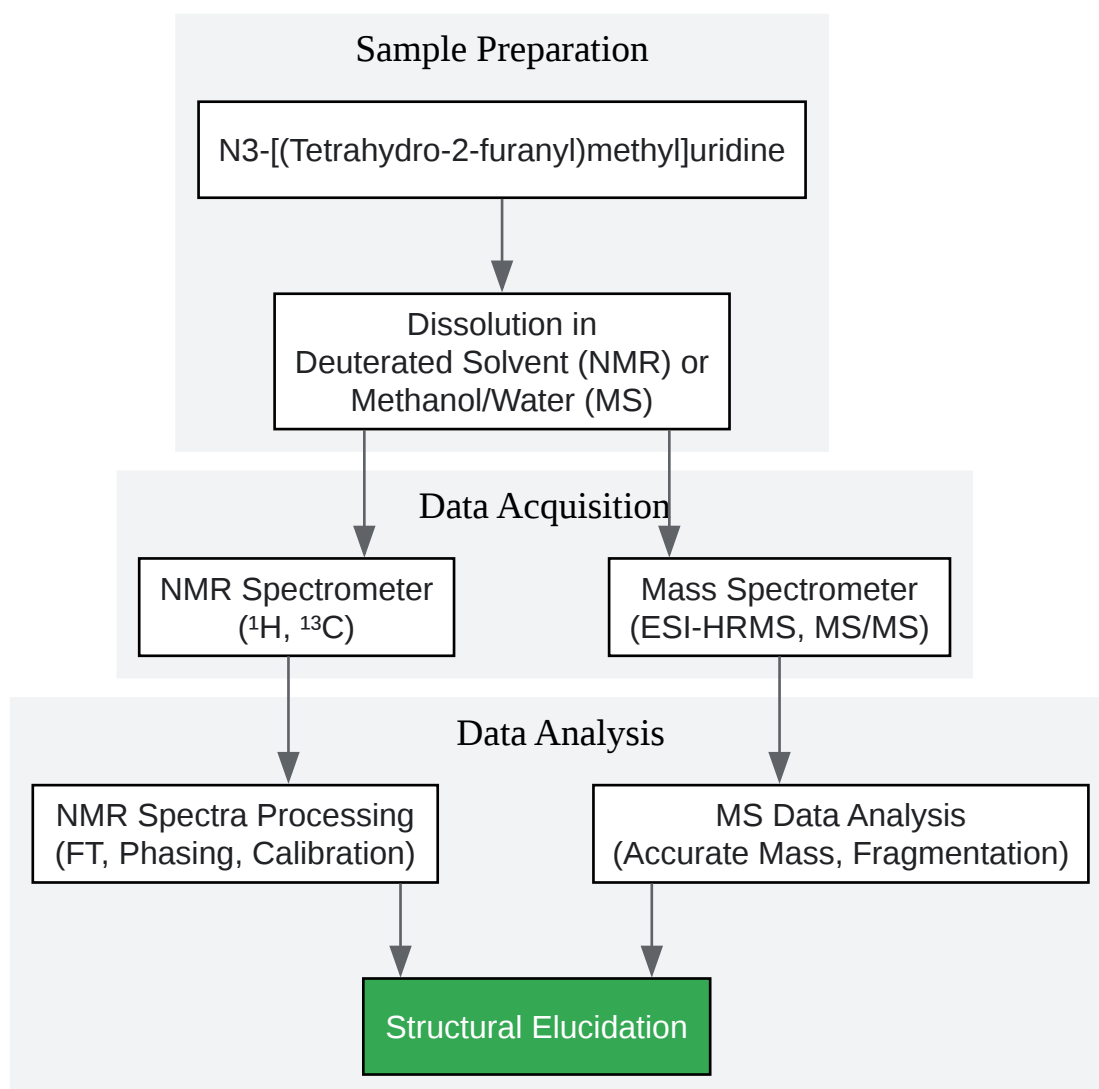 Sample Preparation
N3-[(Tetrahydro-2-furanyl)methyl]uridine
Dissolution in
Deuterated Solvent (NMR) or
Methanol/Water (MS)
Data Acquisition
NMR Spectrometer
(¹H, ¹³C)
Mass Spectrometer
(ESI-HRMS, MS/MS)
Data Analysis
NMR Spectra Processing
(FT, Phasing, Calibration)
MS Data Analysis
(Accurate Mass, Fragmentation)
Structural Elucidation